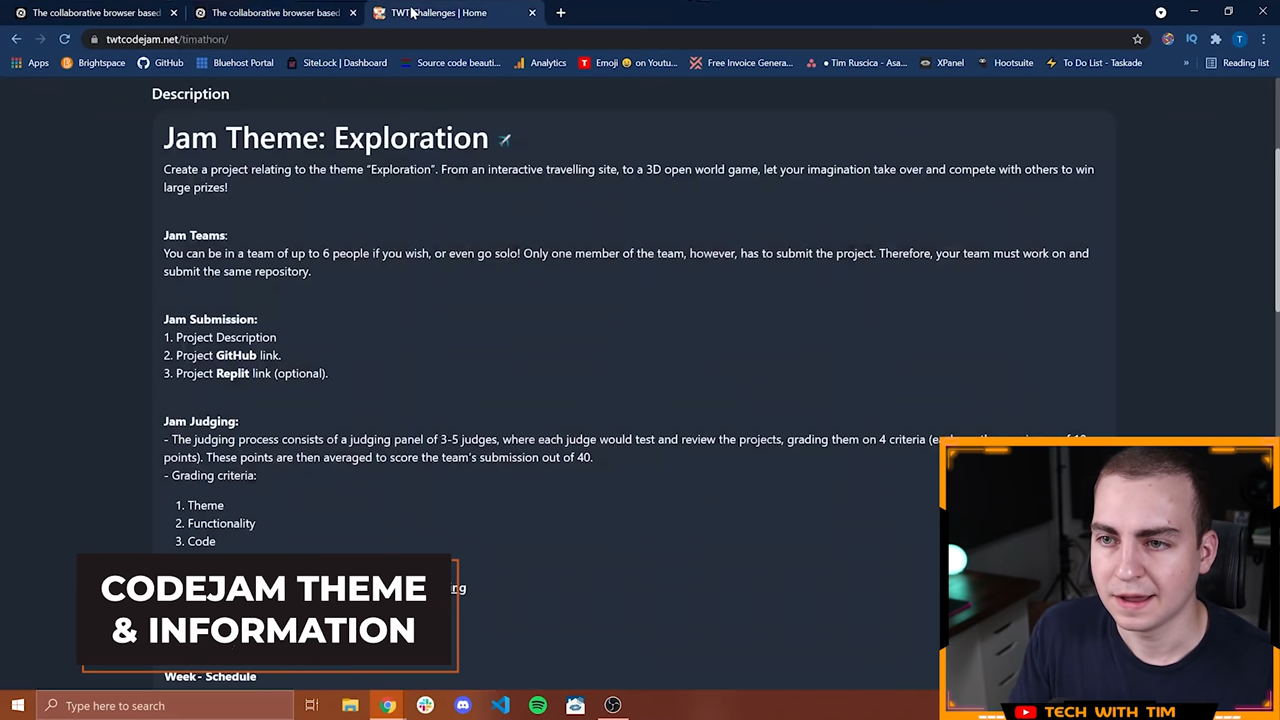 The collaborative browser based
The collaborative browser based
TWT Challenges | Home
twtcodejam.net/timathon/
Apps
Brightspace
GitHub
Bluehost Portal
SiteLock | Dashboard
Source code beauti...
Analytics
Emoji 😀 on Youtu...
Free Invoice Genera...
• Tim Ruscica - Asa...
XPanel
Hootsuite
To Do List - Taskade
»
Reading list
Description
Jam Theme: Exploration
Create a project relating to the theme “Exploration”. From an interactive travelling site, to a 3D open world game, let your imagination take over and compete with others to win
large prizes!
Jam Teams:
You can be in a team of up to 6 people if you wish, or even go solo! Only one member of the team, however, has to submit the project. Therefore, your team must work on and
submit the same repository.
Jam Submission:
1. Project Description
2. Project GitHub link.
3. Project Replit link (optional).
Jam Judging:
- The judging process consists of a judging panel of 3-5 judges, where each judge would test and review the projects, grading them on 4 criteria
points). These points are then averaged to score the team’s submission out of 40.
- Grading criteria:
1. Theme
2. Functionality
3. Code
CODEJAM THEME
& INFORMATION
Week - Schedule
Type here to search
TECH WITH TIM